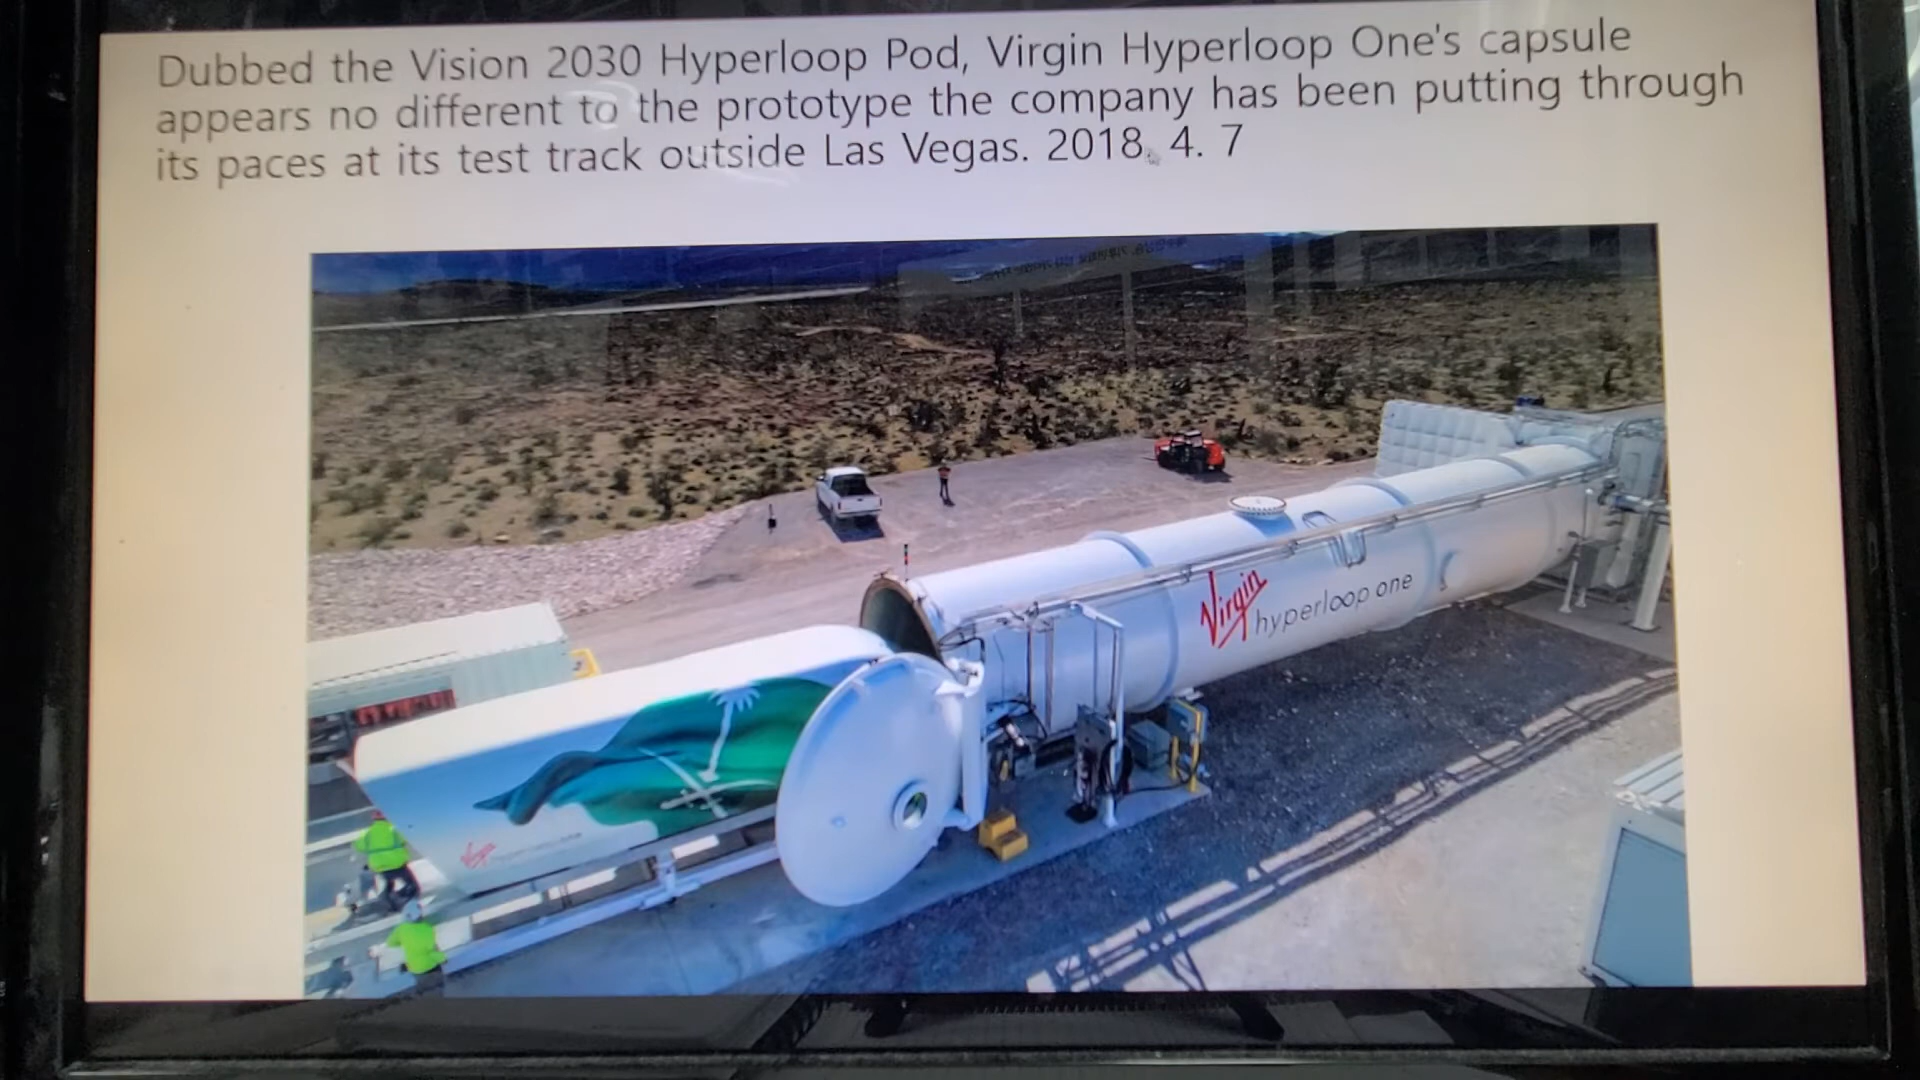 Dubbed the Vision 2030 Hyperloop Pod, Virgin Hyperloop One's capsule
appears no different to the prototype the company has been putting through
its paces at its test track outside Las Vegas. 2018. 4. 7
Virgin
hyperloop one
Virgin